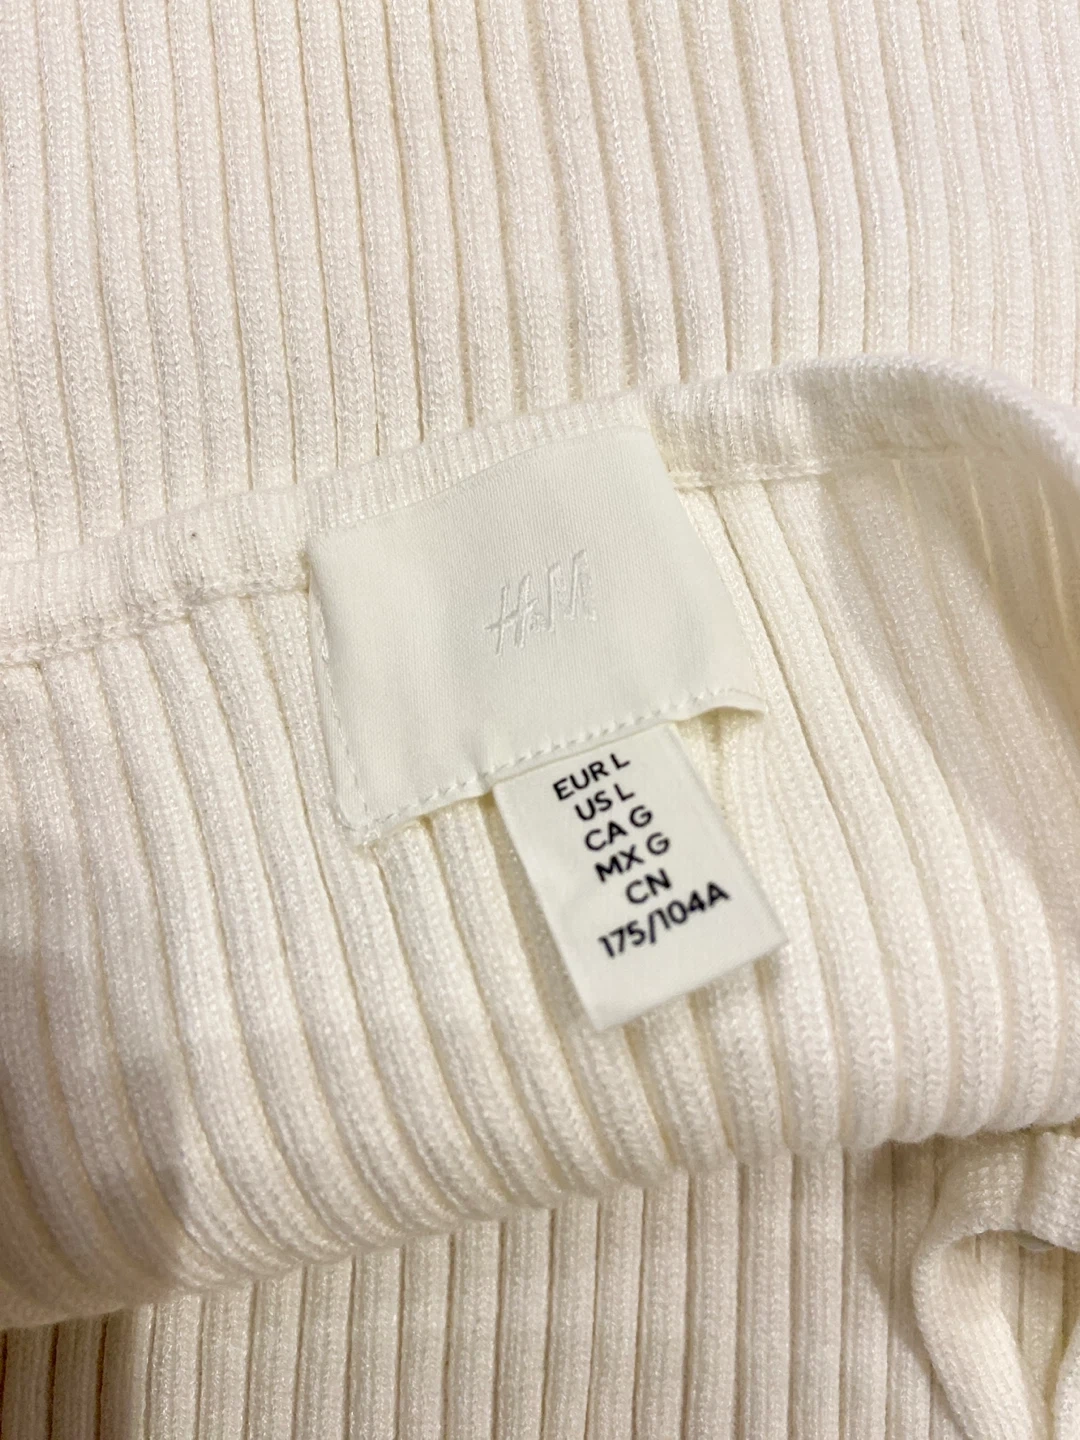 H&M
EUR L
US L
CA G
MX G
CN
175/104A